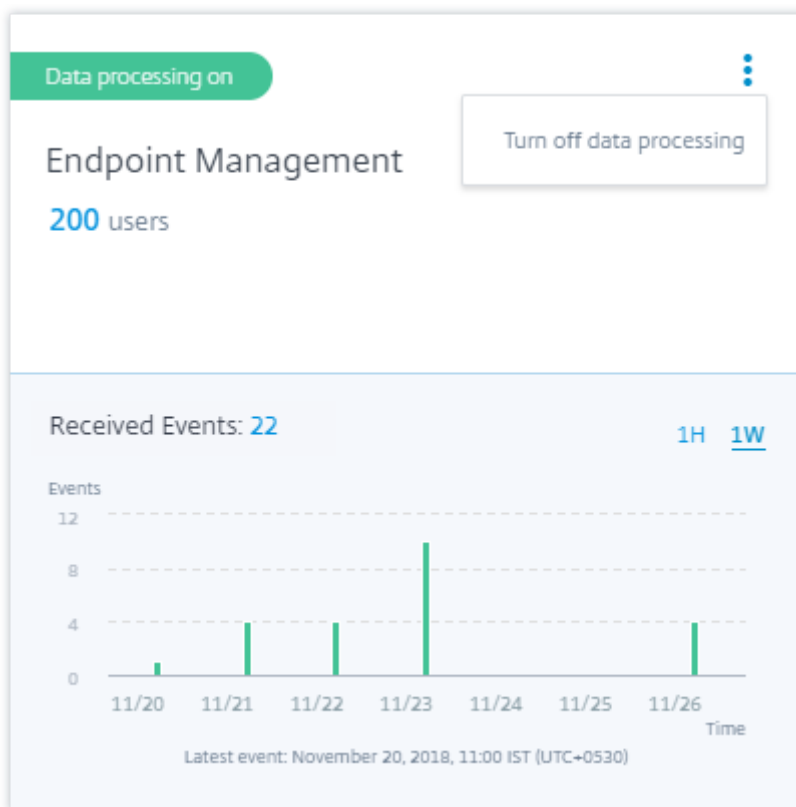 Data processing on
Turn off data processing
Endpoint Management
200 users
Received Events: 22
1H 1W
Events
12
8
4
0
11/20 11/21 11/22 11/23 11/24 11/25 11/26
Time
Latest event: November 20, 2018, 11:00 IST (UTC+0530)